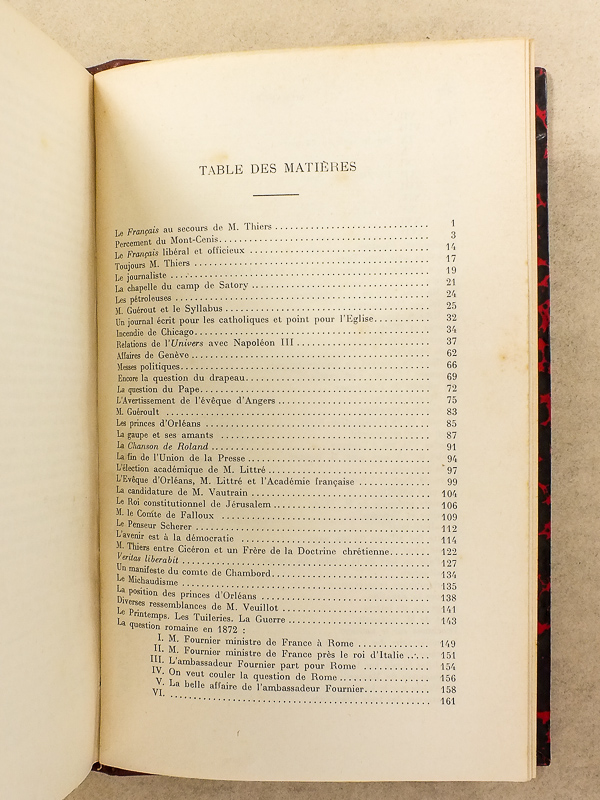 TABLE DES MATIÈRES
Le Français au secours de M. Thiers . . . . . . . . . . . . . . . . . . . . . . . . . . . . 1
Percement du Mont-Cenis. . . . . . . . . . . . . . . . . . . . . . . . . . . . . . . . . . . . 3
Le Français libéral et officieux . . . . . . . . . . . . . . . . . . . . . . . . . . . . . . . . 14
Toujours M. Thiers . . . . . . . . . . . . . . . . . . . . . . . . . . . . . . . . . . . . . . . . 17
Le journaliste . . . . . . . . . . . . . . . . . . . . . . . . . . . . . . . . . . . . . . . . . . . . 19
La chapelle du camp de Satory . . . . . . . . . . . . . . . . . . . . . . . . . . . . . . . . 21
Les pétroleuses . . . . . . . . . . . . . . . . . . . . . . . . . . . . . . . . . . . . . . . . . . . 24
M. Guérout et le Syllabus . . . . . . . . . . . . . . . . . . . . . . . . . . . . . . . . . . . . 25
Un journal écrit pour les catholiques et point pour l'Eglise. . . . . . . . . . 32
Incendie de Chicago. . . . . . . . . . . . . . . . . . . . . . . . . . . . . . . . . . . . . . . . 34
Relations de l'Univers avec Napoléon III . . . . . . . . . . . . . . . . . . . . . . . . 37
Affaires de Genève . . . . . . . . . . . . . . . . . . . . . . . . . . . . . . . . . . . . . . . . . 62
Messes politiques. . . . . . . . . . . . . . . . . . . . . . . . . . . . . . . . . . . . . . . . . . 66
Encore la question du drapeau. . . . . . . . . . . . . . . . . . . . . . . . . . . . . . . . 69
La question du Pape. . . . . . . . . . . . . . . . . . . . . . . . . . . . . . . . . . . . . . . . 72
L'Avertissement de l'évêque d'Angers . . . . . . . . . . . . . . . . . . . . . . . . . . 75
M. Guéroult . . . . . . . . . . . . . . . . . . . . . . . . . . . . . . . . . . . . . . . . . . . . . . 83
Les princes d'Orléans . . . . . . . . . . . . . . . . . . . . . . . . . . . . . . . . . . . . . . . 85
La gaupe et ses amants . . . . . . . . . . . . . . . . . . . . . . . . . . . . . . . . . . . . . 87
La Chanson de Roland . . . . . . . . . . . . . . . . . . . . . . . . . . . . . . . . . . . . . . 91
La fin de l'Union de la Presse . . . . . . . . . . . . . . . . . . . . . . . . . . . . . . . . 94
L'élection académique de M. Littré . . . . . . . . . . . . . . . . . . . . . . . . . . . . 97
L'Evêque d'Orléans, M. Littré et l'Académie française . . . . . . . . . . . . . 99
La candidature de M. Vautrain . . . . . . . . . . . . . . . . . . . . . . . . . . . . . . . 104
Le Roi constitutionnel de Jérusalem . . . . . . . . . . . . . . . . . . . . . . . . . . . 106
M. le Comte de Falloux . . . . . . . . . . . . . . . . . . . . . . . . . . . . . . . . . . . . . 109
Le Penseur Scherer . . . . . . . . . . . . . . . . . . . . . . . . . . . . . . . . . . . . . . . . 112
L'avenir est à la démocratie . . . . . . . . . . . . . . . . . . . . . . . . . . . . . . . . . . 114
M. Thiers entre Cicéron et un Frère de la Doctrine chrétienne. . . . . . . . 122
Veritas liberabit . . . . . . . . . . . . . . . . . . . . . . . . . . . . . . . . . . . . . . . . . . . 127
Un manifeste du comte de Chambord. . . . . . . . . . . . . . . . . . . . . . . . . . . 134
Le Michaudisme . . . . . . . . . . . . . . . . . . . . . . . . . . . . . . . . . . . . . . . . . . . 135
La position des princes d'Orléans . . . . . . . . . . . . . . . . . . . . . . . . . . . . . 138
Diverses ressemblances de M. Veuillot . . . . . . . . . . . . . . . . . . . . . . . . . . 141
Le Printemps. Les Tuileries. La Guerre . . . . . . . . . . . . . . . . . . . . . . . . . 143
La question romaine en 1872 :
I. M. Fournier ministre de France à Rome . . . . . . . . . . . . . 149
II. M. Fournier ministre de France près le roi d'Italie . . . . . 151
III. L'ambassadeur Fournier part pour Rome . . . . . . . . . . . . 154
IV. On veut couler la question de Rome . . . . . . . . . . . . . . . . 156
V. La belle affaire de l'ambassadeur Fournier. . . . . . . . . . . . 158
VI. . . . . . . . . . . . . . . . . . . . . . . . . . . . . . . . . . . . . . . . . . . . . . 161